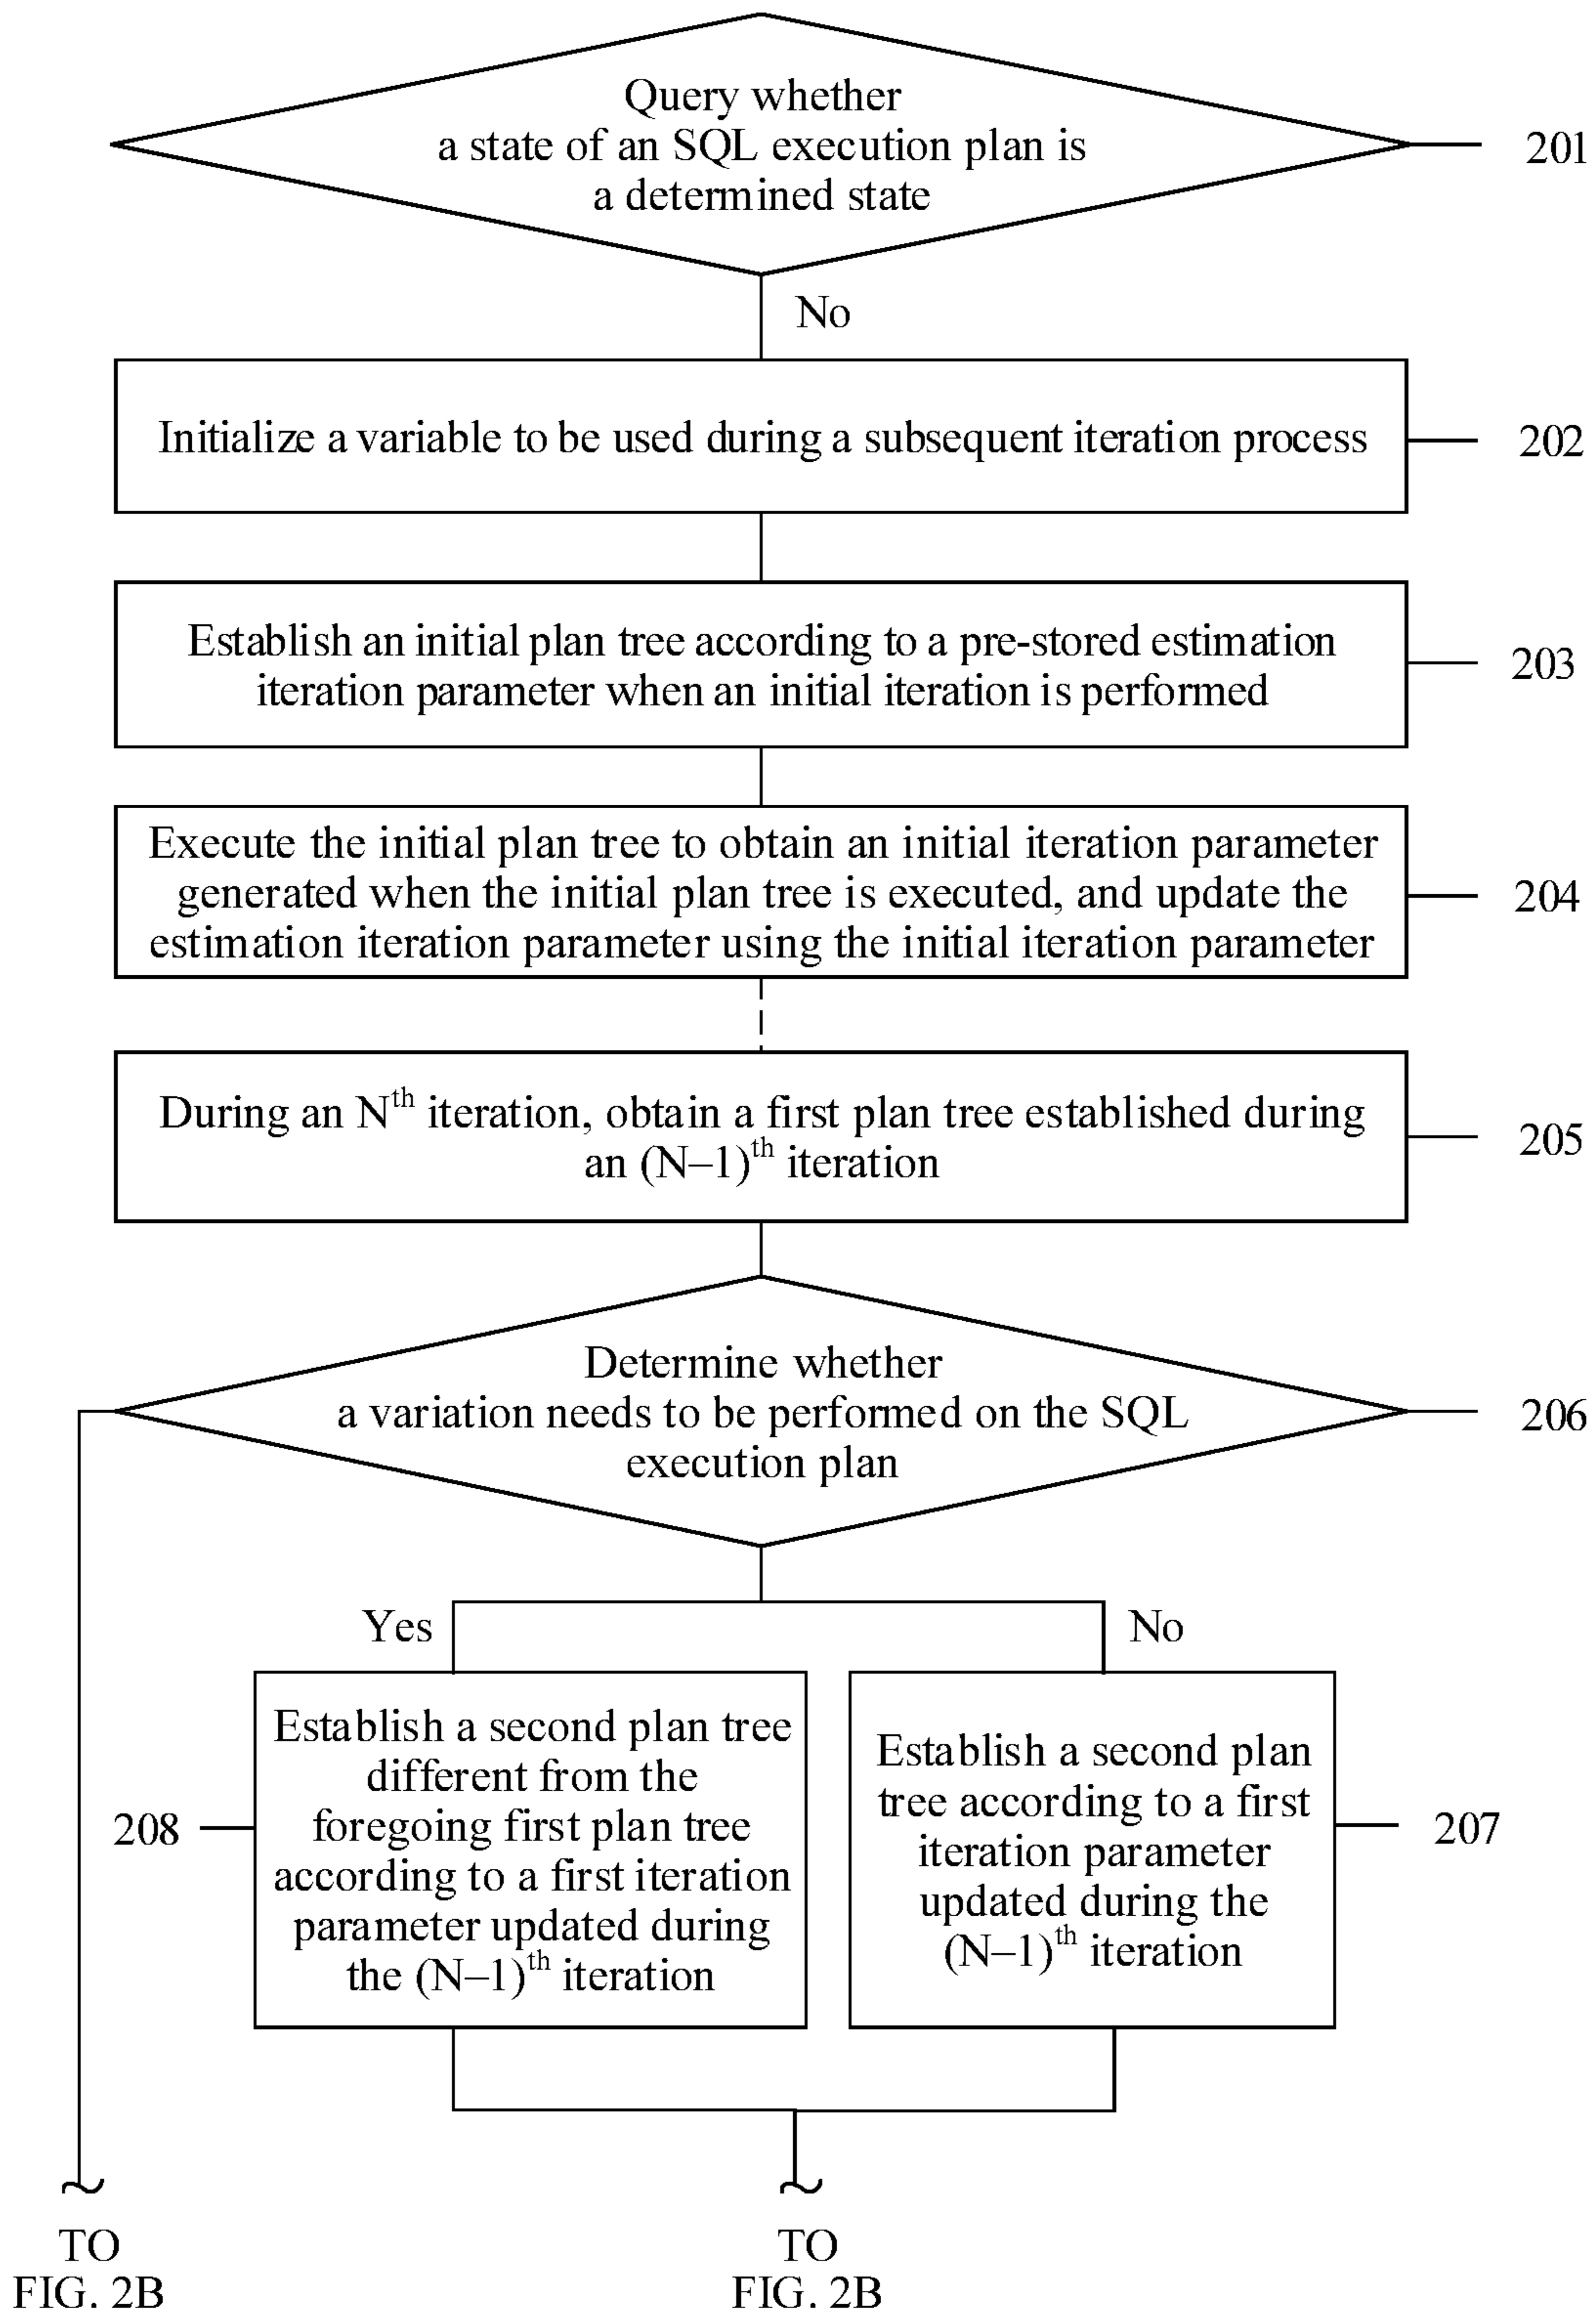 Query whether
a state of an SQL execution plan is
a determined state
201
No
Initialize a variable to be used during a subsequent iteration process
202
Establish an initial plan tree according to a pre-stored estimation
iteration parameter when an initial iteration is performed
203
Execute the initial plan tree to obtain an initial iteration parameter
generated when the initial plan tree is executed, and update the
estimation iteration parameter using the initial iteration parameter
204
During an Nth iteration, obtain a first plan tree established during
an (N–1)th iteration
205
Determine whether
a variation needs to be performed on the SQL
execution plan
206
Yes
No
Establish a second plan tree
different from the
foregoing first plan tree
according to a first iteration
parameter updated during
the (N–1)th iteration
208
Establish a second plan
tree according to a first
iteration parameter
updated during the
(N–1)th iteration
207
TO
FIG. 2B
TO
FIG. 2B